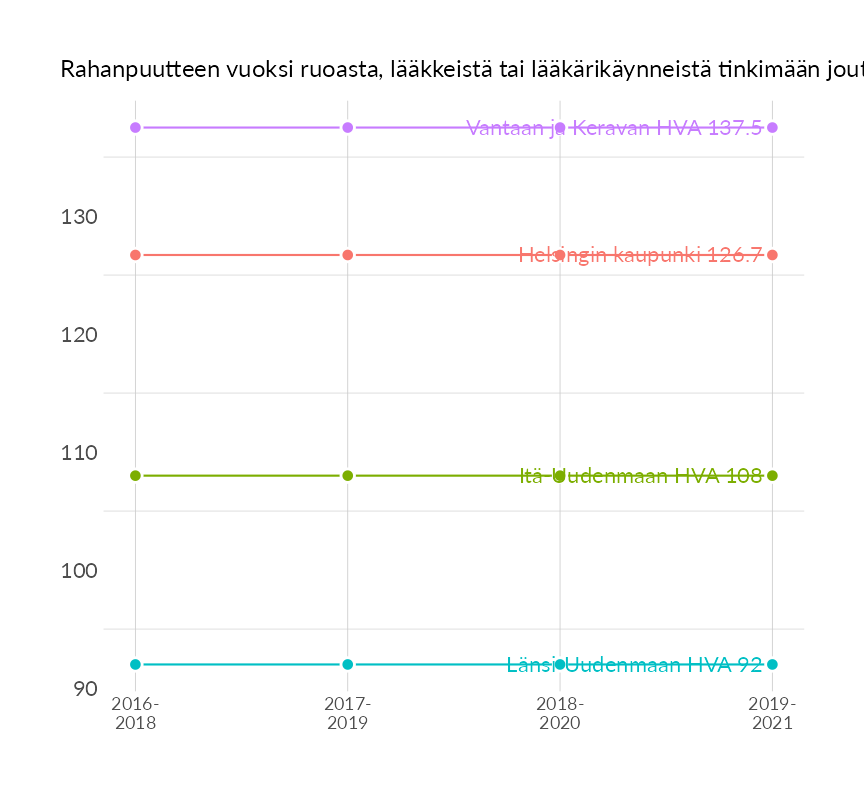 Rahanpuutteen vuoksi ruoasta, lääkkeistä tai lääkärikäynneistä tinkimään
Vantaan ja Keravan HVA 137.5
130
Helsingin kaupunki 126.7
120
110
Itä-Uudenmaan HVA 108
100
Länsi-Uudenmaan HVA 92
90
2016-
2018
2017-
2019
2018-
2020
2019-
2021